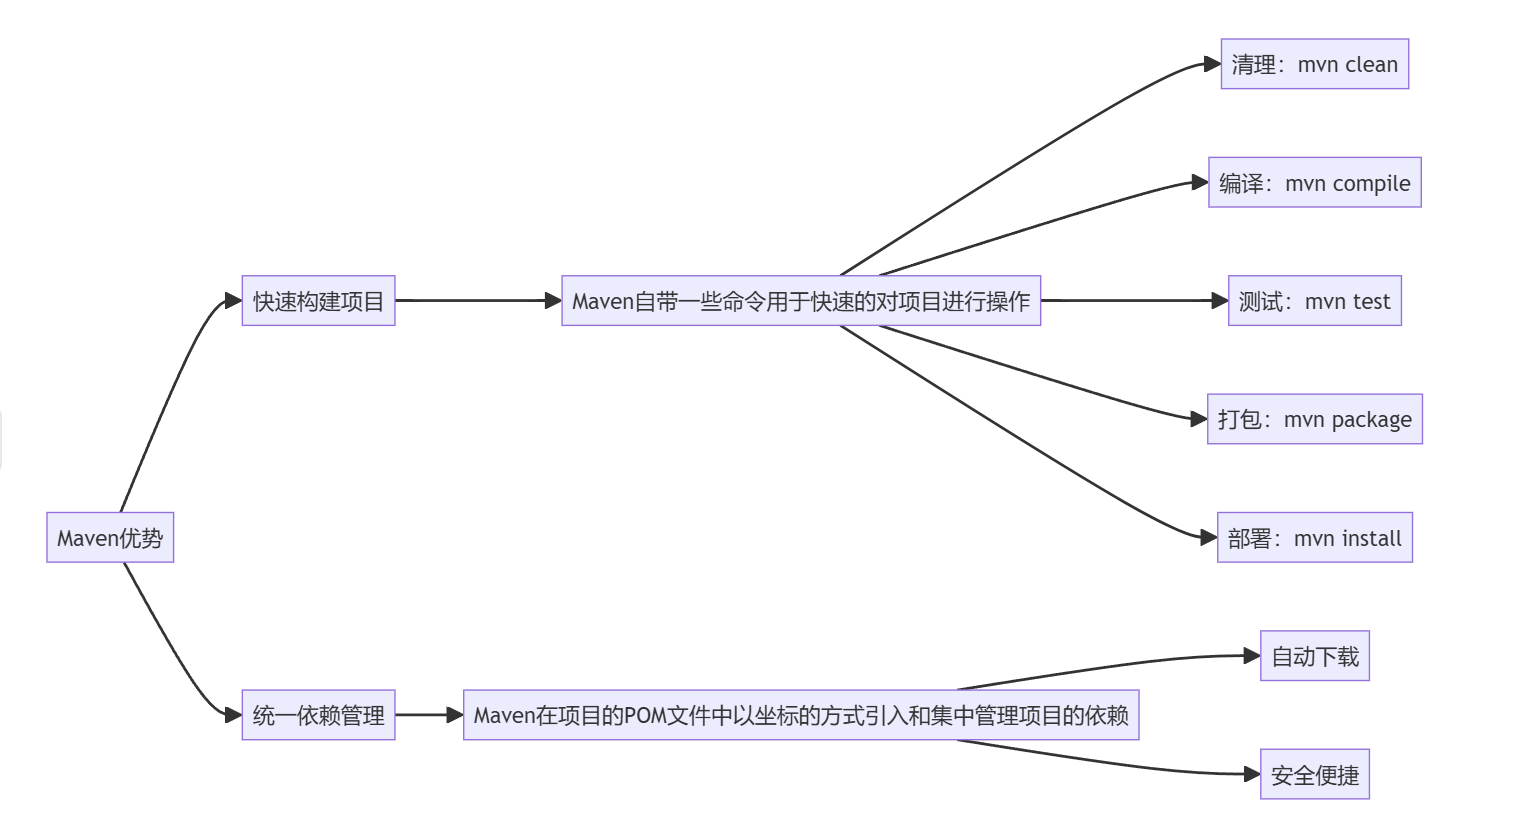 Maven优势
快速构建项目
Maven自带一些命令用于快速的对项目进行操作
清理：mvn clean
编译：mvn compile
测试：mvn test
打包：mvn package
部署：mvn install
统一依赖管理
Maven在项目的POM文件中以坐标的方式引入和集中管理项目的依赖
自动下载
安全便捷